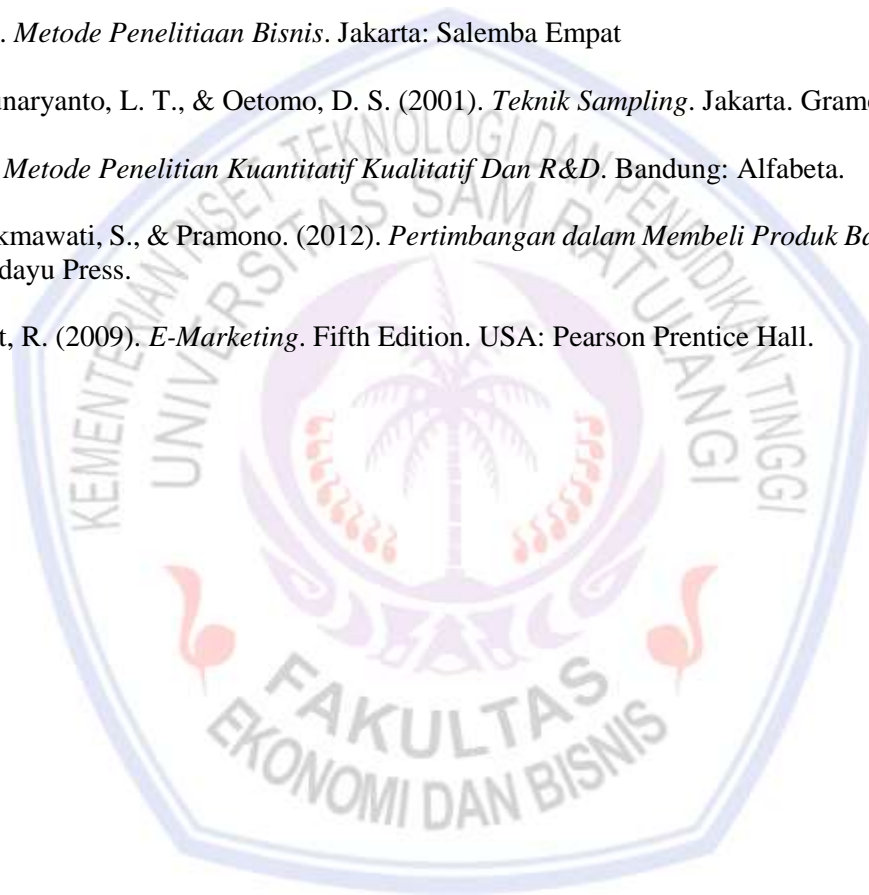 . Metode Penelitiaan Bisnis. Jakarta: Salemba Empat
unaryanto, L. T., & Oetomo, D. S. (2001). Teknik Sampling. Jakarta. Gram
Metode Penelitian Kuantitatif Kualitatif Dan R&D. Bandung: Alfabeta.
kmawati, S., & Pramono. (2012). Pertimbangan dalam Membeli Produk Ba
dayu Press.
t, R. (2009). E-Marketing. Fifth Edition. USA: Pearson Prentice Hall.
KEMENTERIAN RISET TEKNOLOGI DAN PENDIDIKAN TINGGI
UNIVERSITAS SAM RATULANGI
FAKULTAS
EKONOMI DAN BISNIS